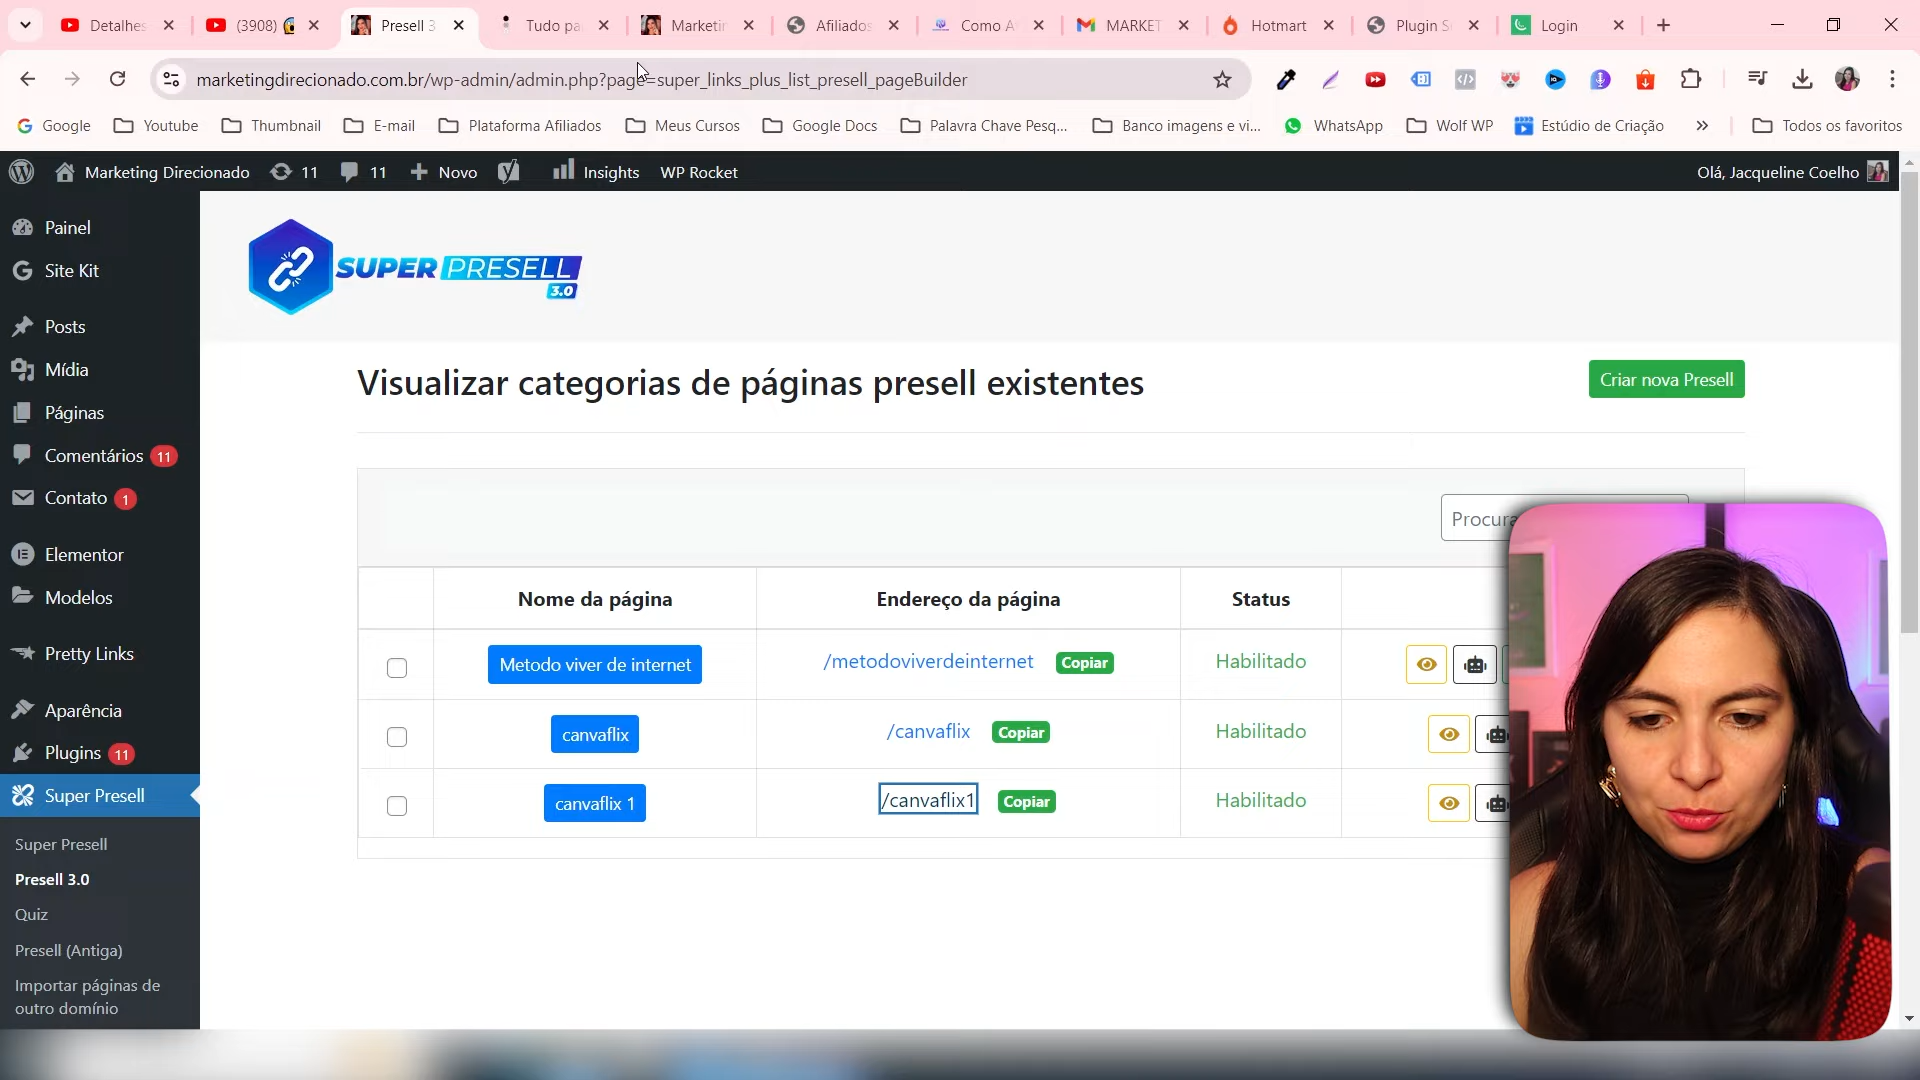 Detalhes
(3908)
Presell 3
Tudo pa
Marketin
Afiliados
Como A
MARKET
Hotmart
Plugin S
Login
marketingdirecionado.com.br/wp-admin/admin.php?page=super_links_plus_list_presell_pageBuilder
Google
Youtube
Thumbnail
E-mail
Plataforma Afiliados
Meus Cursos
Google Docs
Palavra Chave Pesq...
Banco imagens e vi...
WhatsApp
Wolf WP
Estúdio de Criação
»
Todos os favoritos
Marketing Direcionado
11
11
Novo
Insights
WP Rocket
Olá, Jacqueline Coelho
Painel
Site Kit
Posts
Mídia
Páginas
Comentários 11
Contato 1
Elementor
Modelos
Pretty Links
Aparência
Plugins 11
Super Presell
Super Presell
Presell 3.0
Quiz
Presell (Antiga)
Importar páginas de
outro domínio
SUPER PRESELL
3.0
Visualizar categorias de páginas presell existentes
Criar nova Presell
Procura
Nome da página Endereço da página Status
Metodo viver de internet /metodoviverdeinternet Copiar Habilitado
canvaflix /canvaflix Copiar Habilitado
canvaflix 1 /canvaflix1 Copiar Habilitado